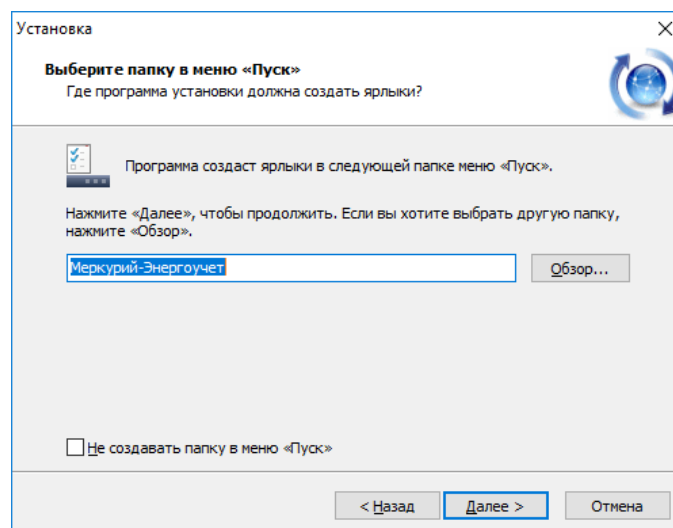 Установка
Выберите папку в меню «Пуск»
Где программа установки должна создать ярлыки?
Программа создаст ярлыки в следующей папке меню «Пуск».
Нажмите «Далее», чтобы продолжить. Если вы хотите выбрать другую папку,
нажмите «Обзор».
Меркурий-Энергоучет
Обзор...
Не создавать папку в меню «Пуск»
< Назад
Далее >
Отмена